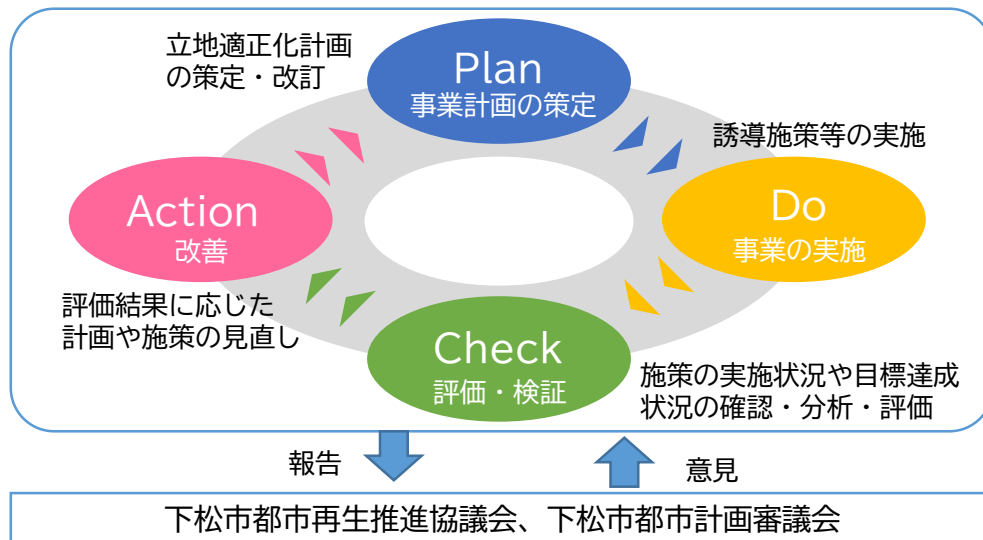 立地適正化計画
の策定・改訂
Plan
事業計画の策定
誘導施策等の実施
Do
事業の実施
Action
改善
評価結果に応じた
計画や施策の見直し
Check
評価・検証
施策の実施状況や目標達成
状況の確認・分析・評価
報告
意見
下松市都市再生推進協議会、下松市都市計画審議会